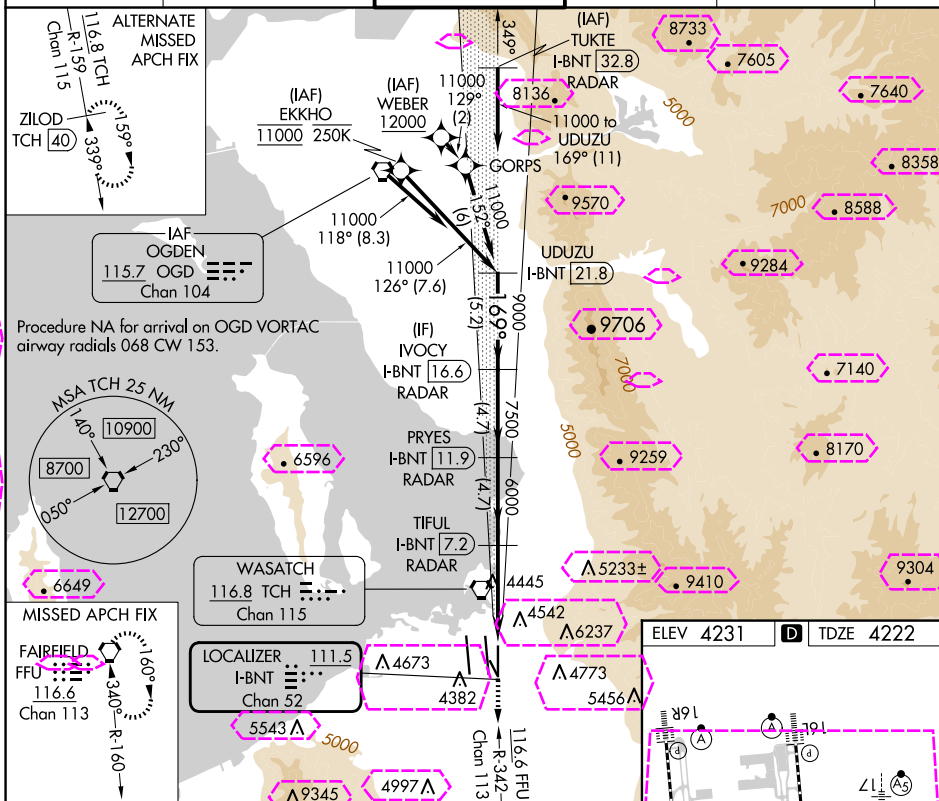 ALTERNATE
MISSED
APCH FIX
116.8 TCH
R-159
Chan 115
ZILOD
TCH 40
339°
159°
(IAF)
EKKHO
11000 250K
(IAF)
WEBER
12000
11000
129°
(2)
349°
(IAF)
TUKTE
I-BNT 32.8
RADAR
11000 to
UDUZU
169° (11)
GORPS
11000
152°
(6)
11000
118° (8.3)
11000
126° (7.6)
IAF
OGDEN
115.7 OGD
Chan 104
UDUZU
I-BNT 21.8
Procedure NA for arrival on OGD VORTAC
airway radials 068 CW 153.
169°
9000
(5.2)
(IF)
IVOCY
I-BNT 16.6
RADAR
7500
(4.7)
PRYES
I-BNT 11.9
RADAR
6000
(4.7)
TIFUL
I-BNT 7.2
RADAR
MSA TCH 25 NM
140°
10900
230°
8700
050°
12700
8733
7605
8136
7640
5000
8358
9570
7000
8588
9284
9706
7000
7140
5000
6596
9259
8170
WASATCH
116.8 TCH
Chan 115
4445
5233±
9410
9304
6649
4542
6237
MISSED APCH FIX
FAIRFIELD
FFU
116.6
Chan 113
160°
340°
R-160
LOCALIZER 111.5
I-BNT
Chan 52
4673
4382
4773
5456
5543
5000
9345
4997
116.6 FFU
R-342
Chan 113
ELEV 4231
D
TDZE 4222
16R
A
P
16L
A
P
17
A5